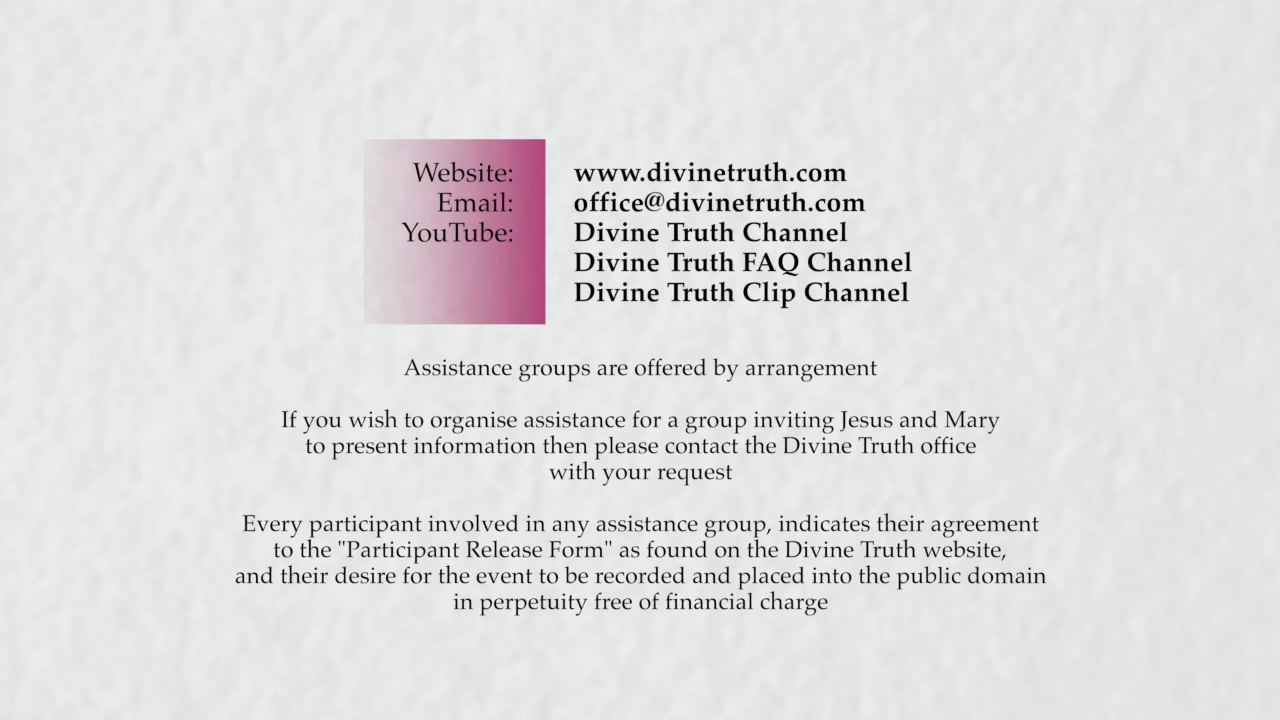 Website: www.divinetruth.com
Email: office@divinetruth.com
YouTube: Divine Truth Channel
Divine Truth FAQ Channel
Divine Truth Clip Channel
Assistance groups are offered by arrangement
If you wish to organise assistance for a group inviting Jesus and Mary
to present information then please contact the Divine Truth office
with your request
Every participant involved in any assistance group, indicates their agreement
to the "Participant Release Form" as found on the Divine Truth website,
and their desire for the event to be recorded and placed into the public domain
in perpetuity free of financial charge